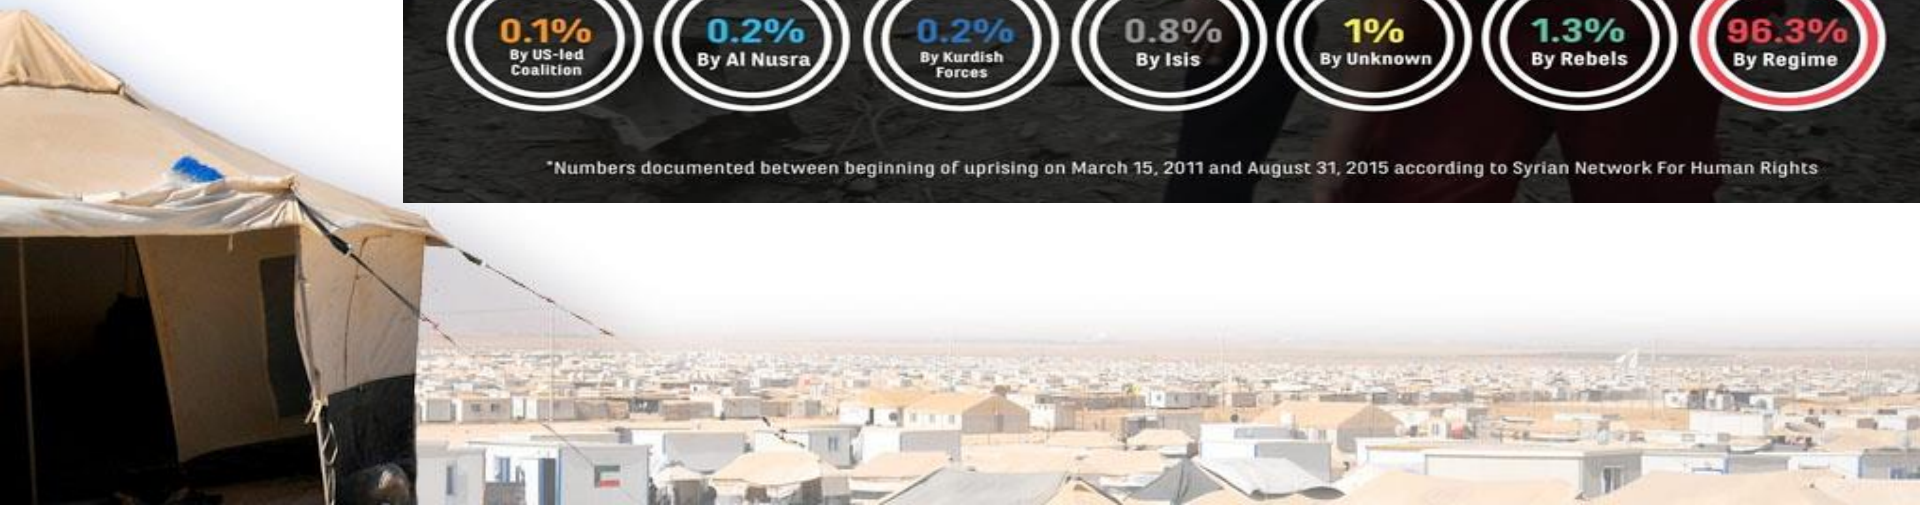 0.1%
By US-led
Coalition
0.2%
By Al Nusra
0.2%
By Kurdish
Forces
0.8%
By Isis
1%
By Unknown
1.3%
By Rebels
96.3%
By Regime
*Numbers documented between beginning of uprising on March 15, 2011 and August 31, 2015 according to Syrian Network For Human Rights